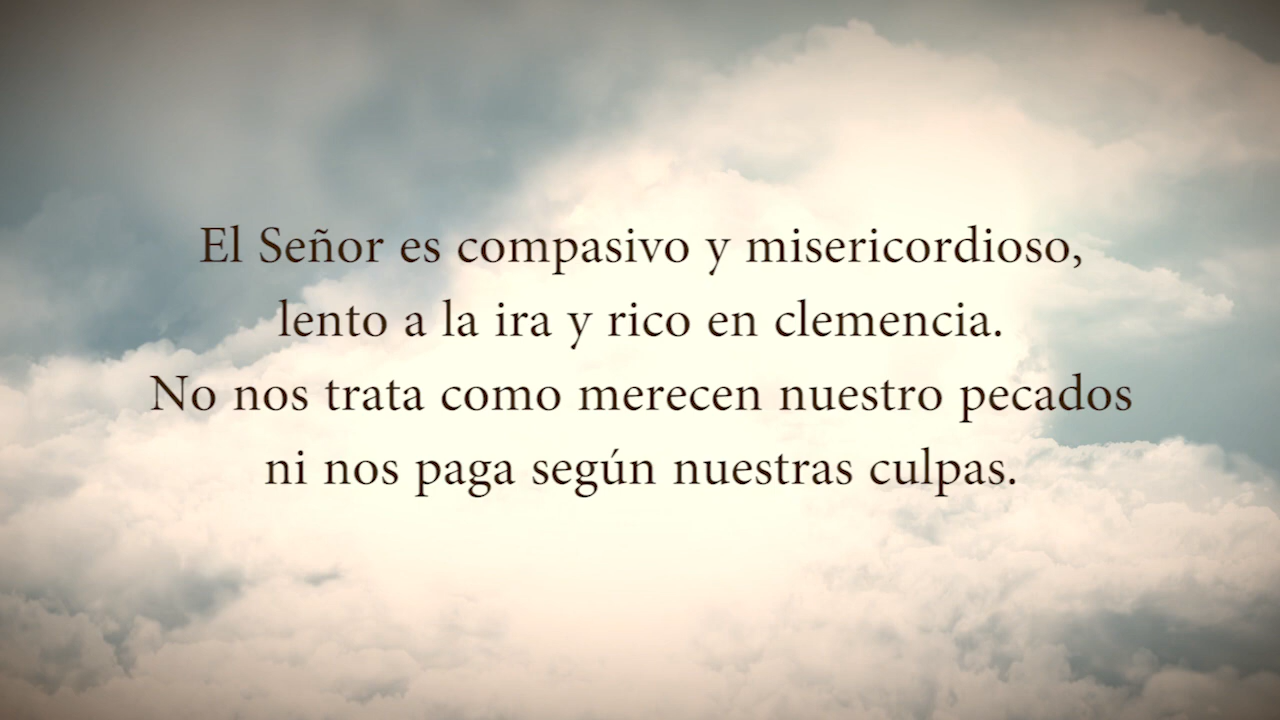 El Señor es compasivo y misericordioso,
lento a la ira y rico en clemencia.
No nos trata como merecen nuestro pecados
ni nos paga según nuestras culpas.